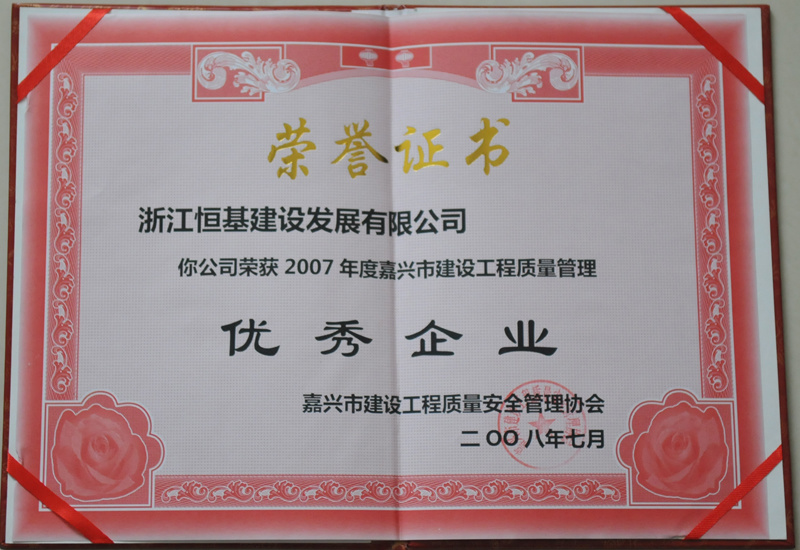 荣誉证书
浙江恒基建设发展有限公司
你公司荣获 2007 年度嘉兴市建设工程质量管理
优秀企业
嘉兴市建设工程质量安全管理协会
二OO八年七月